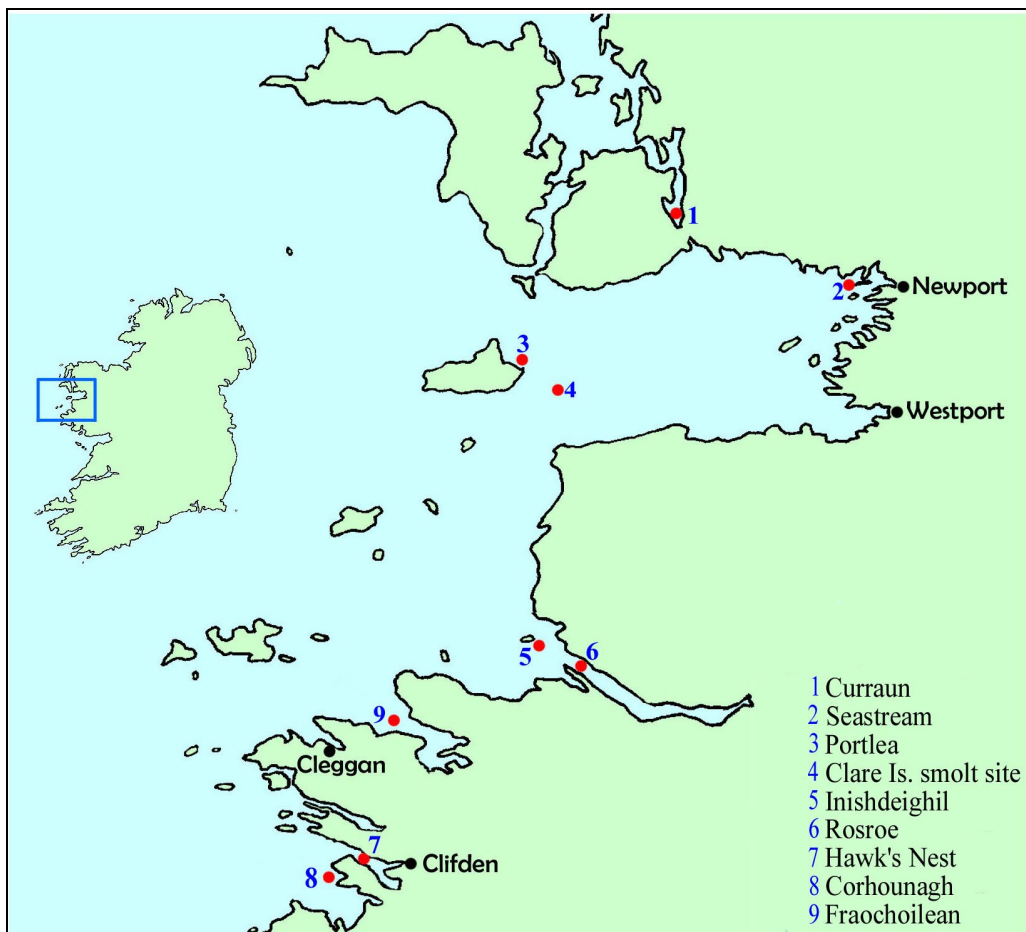 1
2
Newport
3
4
Westport
5
6
9
Cleggan
7
Clifden
8
1 Curraun
2 Seastream
3 Portlea
4 Clare Is. smolt site
5 Inishdeighil
6 Rosroe
7 Hawk's Nest
8 Corhounagh
9 Fraochoilean